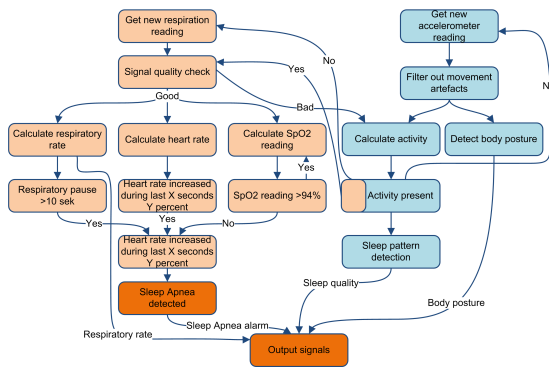 Get new respiration
reading
Get new
accelerometer
reading
No
Yes
Signal quality check
Filter out movement
artefacts
N
Good
Bad
Calculate respiratory
rate
Calculate heart rate
Calculate SpO2
reading
Calculate activity
Detect body posture
Yes
Respiratory pause
>10 sek
Heart rate increased
during last X seconds
Y percent
SpO2 reading >94%
Activity present
Yes
Yes
No
Heart rate increased
during last X seconds
Y percent
Sleep pattern
detection
Sleep quality
Sleep Apnea
detected
Body posture
Sleep Apnea alarm
Respiratory rate
Output signals